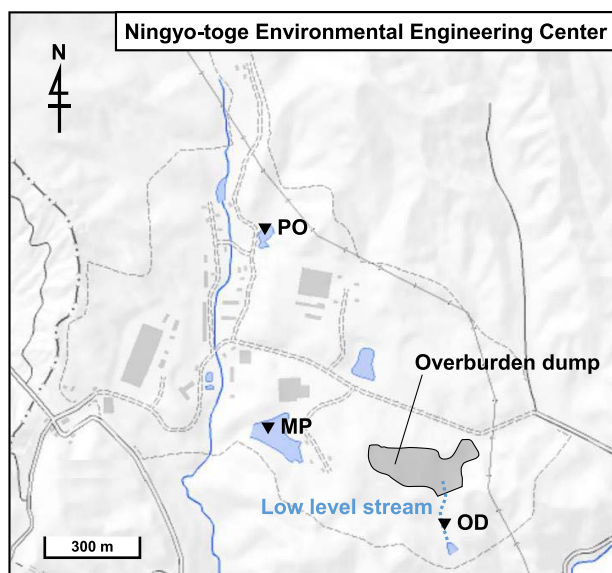 Ningyo-toge Environmental Engineering Center
N
PO
Overburden dump
MP
Low level stream
OD
300 m